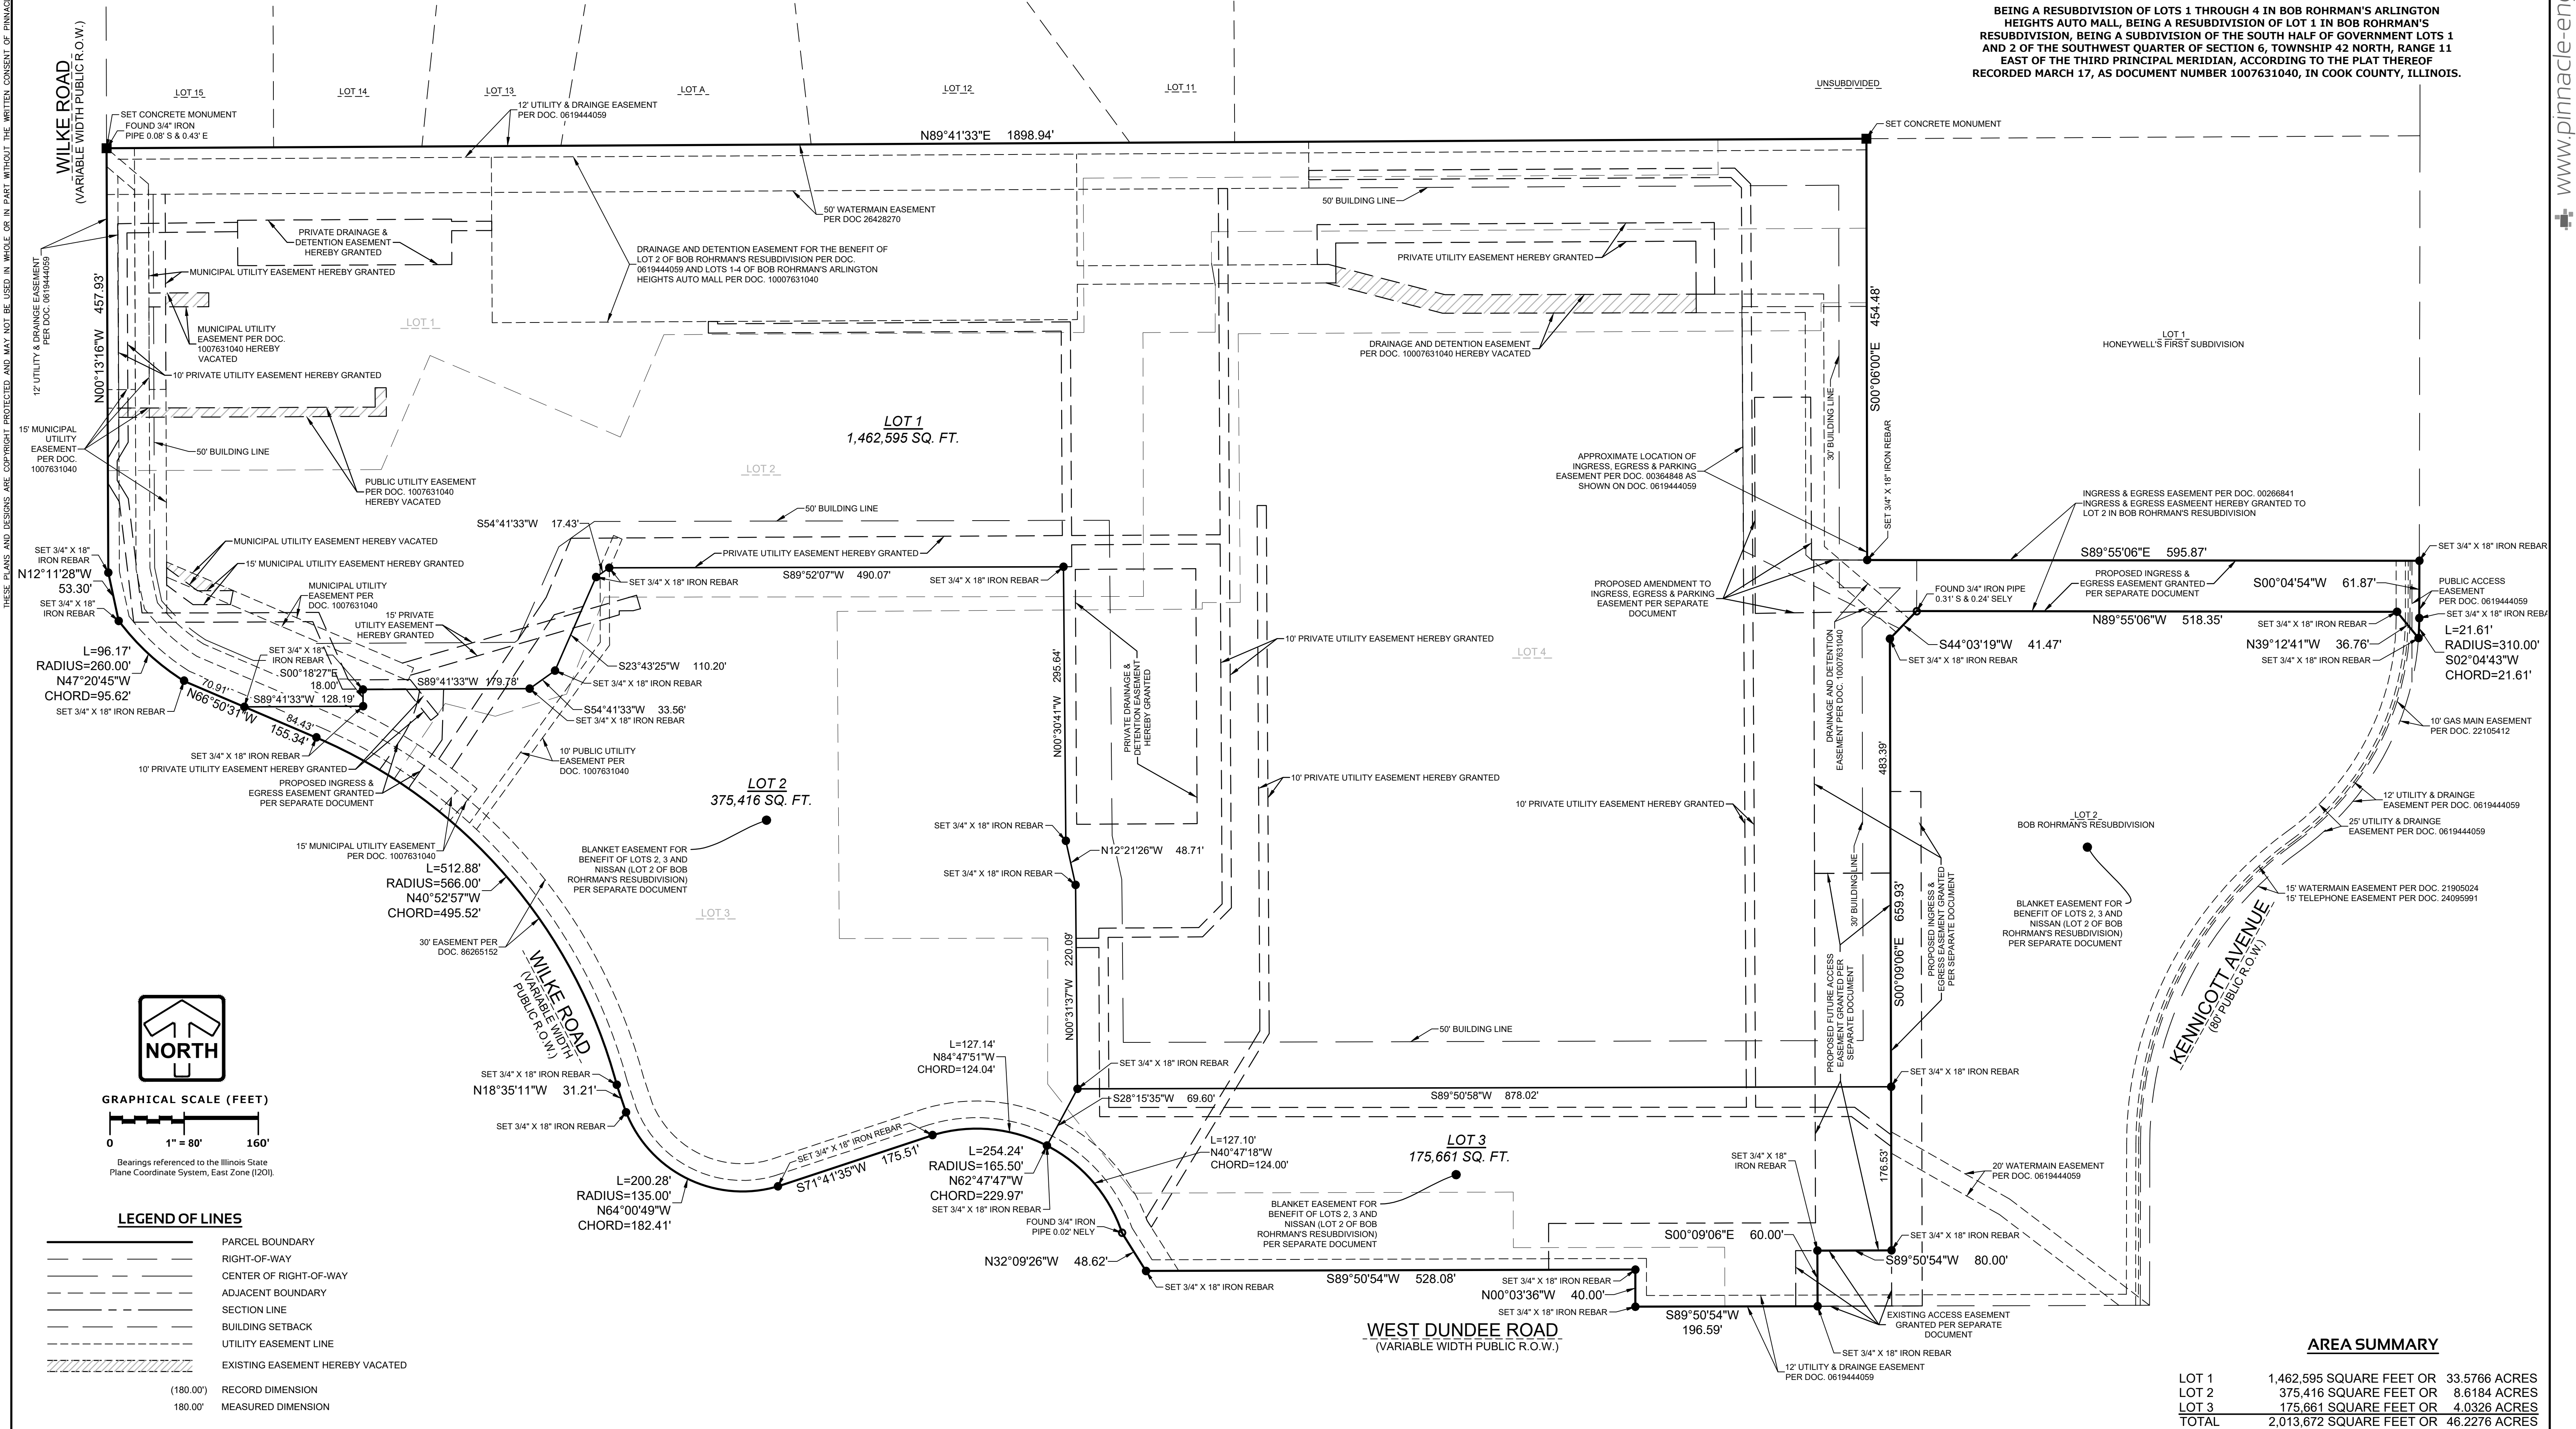 BEING A RESUBDIVISION OF LOTS 1 THROUGH 4 IN BOB ROHRMAN'S ARLINGTON
HEIGHTS AUTO MALL, BEING A RESUBDIVISION OF LOT 1 IN BOB ROHRMAN'S
RESUBDIVISION, BEING A SUBDIVISION OF THE SOUTH HALF OF GOVERNMENT LOTS 1
AND 2 OF THE SOUTHWEST QUARTER OF SECTION 6, TOWNSHIP 42 NORTH, RANGE 11
EAST OF THE THIRD PRINCIPAL MERIDIAN, ACCORDING TO THE PLAT THEREOF
RECORDED MARCH 17, AS DOCUMENT NUMBER 1007631040, IN COOK COUNTY, ILLINOIS.
THESE PLANS AND DESIGNS ARE COPYRIGHT PROTECTED AND MAY NOT BE USED IN WHOLE OR IN PART WITHOUT THE WRITTEN CONSENT OF
www.pinnacle-en
WILKE ROAD
(VARIABLE WIDTH PUBLIC R.O.W.)
LOT 15
LOT 14
LOT 13
LOT A
LOT 12
LOT 11
UNSUBDIVIDED
SET CONCRETE MONUMENT
FOUND 3/4" IRON
PIPE 0.08' S & 0.43' E
12' UTILITY & DRAINGE EASEMENT
PER DOC. 0619444059
N89°41'33"E 1898.94'
SET CONCRETE MONUMENT
50' WATERMAIN EASEMENT
PER DOC 26428270
50' BUILDING LINE
PRIVATE DRAINAGE &
DETENTION EASEMENT
HEREBY GRANTED
MUNICIPAL UTILITY EASEMENT HEREBY GRANTED
DRAINAGE AND DETENTION EASEMENT FOR THE BENEFIT OF
LOT 2 OF BOB ROHRMAN'S RESUBDIVISION PER DOC.
0619444059 AND LOTS 1-4 OF BOB ROHRMAN'S ARLINGTON
HEIGHTS AUTO MALL PER DOC. 10007631040
PRIVATE UTILITY EASEMENT HEREBY GRANTED
12' UTILITY & DRAINGE EASEMENT
PER DOC. 0619444059
N00°13'16"W 457.93'
LOT 1
MUNICIPAL UTILITY
EASEMENT PER DOC.
1007631040 HEREBY
VACATED
DRAINAGE AND DETENTION EASEMENT
PER DOC. 10007631040 HEREBY VACATED
S00°06'00"E 454.48'
LOT 1
HONEYWELL'S FIRST SUBDIVISION
10' PRIVATE UTILITY EASEMENT HEREBY GRANTED
30' BUILDING LINE
LOT 1
1,462,595 SQ. FT.
15' MUNICIPAL
UTILITY
EASEMENT
PER DOC.
1007631040
50' BUILDING LINE
LOT 2
PUBLIC UTILITY EASEMENT
PER DOC. 1007631040
HEREBY VACATED
APPROXIMATE LOCATION OF
INGRESS, EGRESS & PARKING
EASEMENT PER DOC. 00364848 AS
SHOWN ON DOC. 0619444059
SET 3/4" X 18" IRON REBAR
INGRESS & EGRESS EASEMENT PER DOC. 00266841
INGRESS & EGRESS EASMENT HEREBY GRANTED TO
LOT 2 IN BOB ROHRMAN'S RESUBDIVISION
50' BUILDING LINE
S54°41'33"W 17.43'
MUNICIPAL UTILITY EASEMENT HEREBY VACATED
PRIVATE UTILITY EASEMENT HEREBY GRANTED
S89°55'06"E 595.87'
SET 3/4" X 18" IRON REBAR
SET 3/4" X 18"
IRON REBAR
15' MUNICIPAL UTILITY EASEMENT HEREBY GRANTED
N12°11'28"W
53.30'
SET 3/4" X 18" IRON REBAR
S89°52'07"W 490.07'
SET 3/4" X 18" IRON REBAR
PROPOSED AMENDMENT TO
INGRESS, EGRESS & PARKING
EASEMENT PER SEPARATE
DOCUMENT
FOUND 3/4" IRON PIPE
0.31' S & 0.24' SELY
PROPOSED INGRESS &
EGRESS EASEMENT GRANTED
PER SEPARATE DOCUMENT
S00°04'54"W 61.87'
PUBLIC ACCESS
EASEMENT
PER DOC. 0619444059
SET 3/4" X 18"
IRON REBAR
MUNICIPAL UTILITY
EASEMENT PER
DOC. 1007631040
15' PRIVATE
UTILITY EASEMENT
HEREBY GRANTED
N89°55'06"W 518.35'
SET 3/4" X 18" IRON REBAR
SET 3/4" X 18" IRON REBA
L=96.17'
RADIUS=260.00'
N47°20'45"W
CHORD=95.62'
SET 3/4" X 18"
IRON REBAR
S00°18'27"E
18.00'
10' PRIVATE UTILITY EASEMENT HEREBY GRANTED
LOT 4
S44°03'19"W 41.47'
SET 3/4" X 18" IRON REBAR
N39°12'41"W 36.76'
SET 3/4" X 18" IRON REBAR
L=21.61'
RADIUS=310.00'
S02°04'43"W
CHORD=21.61'
S23°43'25"W 110.20'
SET 3/4" X 18" IRON REBAR
S89°41'33"W 179.78'
S89°41'33"W 128.19'
70.91'
N66°50'31"W
155.34'
84.43'
SET 3/4" X 18" IRON REBAR
S54°41'33"W 33.56'
SET 3/4" X 18" IRON REBAR
N00°30'41"W 295.64'
PRIVATE DRAINAGE &
DETENTION EASEMENT
HEREBY GRANTED
DRAINAGE AND DETENTION
EASEMENT PER DOC. 10007631040
483.39'
10' GAS MAIN EASEMENT
PER DOC. 22105412
SET 3/4" X 18" IRON REBAR
10' PRIVATE UTILITY EASEMENT HEREBY GRANTED
PROPOSED INGRESS &
EGRESS EASEMENT GRANTED
PER SEPARATE DOCUMENT
10' PUBLIC UTILITY
EASEMENT PER
DOC. 1007631040
LOT 2
375,416 SQ. FT.
10' PRIVATE UTILITY EASEMENT HEREBY GRANTED
10' PRIVATE UTILITY EASEMENT HEREBY GRANTED
12' UTILITY & DRAINGE
EASEMENT PER DOC. 0619444059
LOT 2
BOB ROHRMAN'S RESUBDIVISION
25' UTILITY & DRAINGE
EASEMENT PER DOC. 0619444059
SET 3/4" X 18" IRON REBAR
15' MUNICIPAL UTILITY EASEMENT
PER DOC. 1007631040
BLANKET EASEMENT FOR
BENEFIT OF LOTS 2, 3 AND
NISSAN (LOT 2 OF BOB
ROHRMAN'S RESUBDIVISION)
PER SEPARATE DOCUMENT
N12°21'26"W 48.71'
SET 3/4" X 18" IRON REBAR
L=512.88'
RADIUS=566.00'
N40°52'57"W
CHORD=495.52'
LOT 3
30' BUILDING LINE
S00°09'06"E 659.93'
PROPOSED INGRESS &
EGRESS EASEMENT GRANTED
PER SEPARATE DOCUMENT
BLANKET EASEMENT FOR
BENEFIT OF LOTS 2, 3 AND
NISSAN (LOT 2 OF BOB
ROHRMAN'S RESUBDIVISION)
PER SEPARATE DOCUMENT
15' WATERMAIN EASEMENT PER DOC. 21905024
15' TELEPHONE EASEMENT PER DOC. 24095991
KENNICOTT AVENUE
(80' PUBLIC R.O.W.)
30' EASEMENT PER
DOC. 86265152
WILKE ROAD
(VARIABLE WIDTH
PUBLIC R.O.W.)
N00°31'37"W 220.09'
PROPOSED FUTURE ACCESS
EASEMENT GRANTED PER
SEPARATE DOCUMENT
50' BUILDING LINE
NORTH
GRAPHICAL SCALE (FEET)
0 1" = 80' 160'
Bearings referenced to the Illinois State
Plane Coordinate System, East Zone (1201).
L=127.14'
N84°47'51"W
CHORD=124.04'
SET 3/4" X 18" IRON REBAR
SET 3/4" X 18" IRON REBAR
N18°35'11"W 31.21'
SET 3/4" X 18" IRON REBAR
SET 3/4" X 18" IRON REBAR
S28°15'35"W 69.60'
S89°50'58"W 878.02'
SET 3/4" X 18" IRON REBAR
S71°41'35"W 175.51'
L=254.24'
RADIUS=165.50'
N62°47'47"W
CHORD=229.97'
SET 3/4" X 18" IRON REBAR
L=127.10'
N40°47'18"W
CHORD=124.00'
LOT 3
175,661 SQ. FT.
SET 3/4" X 18"
IRON REBAR
176.53'
20' WATERMAIN EASEMENT
PER DOC. 0619444059
L=200.28'
RADIUS=135.00'
N64°00'49"W
CHORD=182.41'
FOUND 3/4" IRON
PIPE 0.02' NELY
BLANKET EASEMENT FOR
BENEFIT OF LOTS 2, 3 AND
NISSAN (LOT 2 OF BOB
ROHRMAN'S RESUBDIVISION)
PER SEPARATE DOCUMENT
N32°09'26"W 48.62'
SET 3/4" X 18" IRON REBAR
S00°09'06"E 60.00'
SET 3/4" X 18" IRON REBAR
S89°50'54"W 80.00'
S89°50'54"W 528.08'
SET 3/4" X 18" IRON REBAR
N00°03'36"W 40.00'
SET 3/4" X 18" IRON REBAR
S89°50'54"W
196.59'
EXISTING ACCESS EASEMENT
GRANTED PER SEPARATE
DOCUMENT
WEST DUNDEE ROAD
(VARIABLE WIDTH PUBLIC R.O.W.)
SET 3/4" X 18" IRON REBAR
12' UTILITY & DRAINGE EASEMENT
PER DOC. 0619444059
LEGEND OF LINES
PARCEL BOUNDARY
RIGHT-OF-WAY
CENTER OF RIGHT-OF-WAY
ADJACENT BOUNDARY
SECTION LINE
BUILDING SETBACK
UTILITY EASEMENT LINE
EXISTING EASEMENT HEREBY VACATED
(180.00') RECORD DIMENSION
180.00' MEASURED DIMENSION
AREA SUMMARY
LOT 1 1,462,595 SQUARE FEET OR 33.5766 ACRES
LOT 2 375,416 SQUARE FEET OR 8.6184 ACRES
LOT 3 175,661 SQUARE FEET OR 4.0326 ACRES
TOTAL 2,013,672 SQUARE FEET OR 46.2276 ACRES